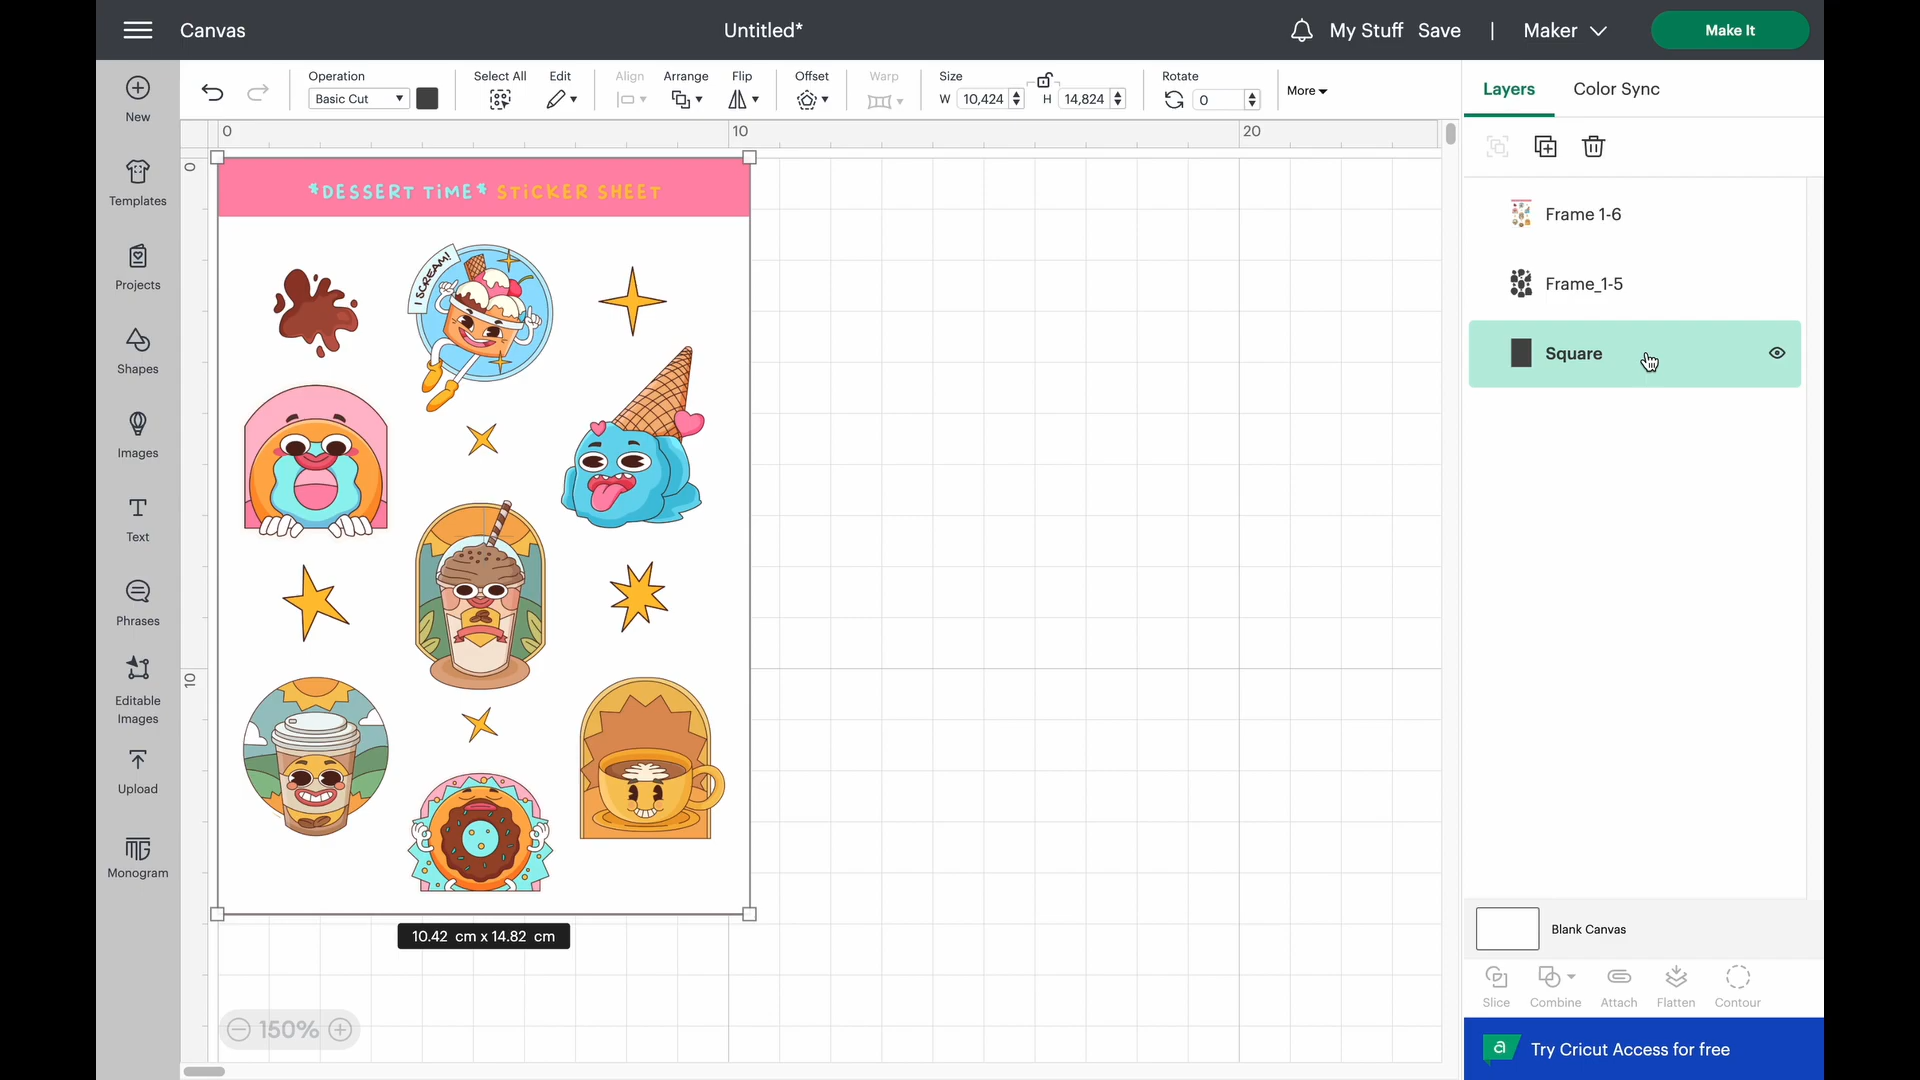 Canvas
Untitled*
My Stuff
Save
|
Maker
Make It
Operation
Basic Cut
Select All
Edit
Align
Arrange
Flip
Offset
Warp
Size
W 10,424
H 14,824
Rotate
0
More
New
Templates
Projects
Shapes
Images
Text
Phrases
Editable
Images
Upload
Monogram
0
10
20
0
10
*DESSERT TiME* STiCKER SHEET
I SCREAM!
10.42 cm x 14.82 cm
150%
Layers
Color Sync
Frame 1-6
Frame_1-5
Square
Blank Canvas
Slice
Combine
Attach
Flatten
Contour
a
Try Cricut Access for free